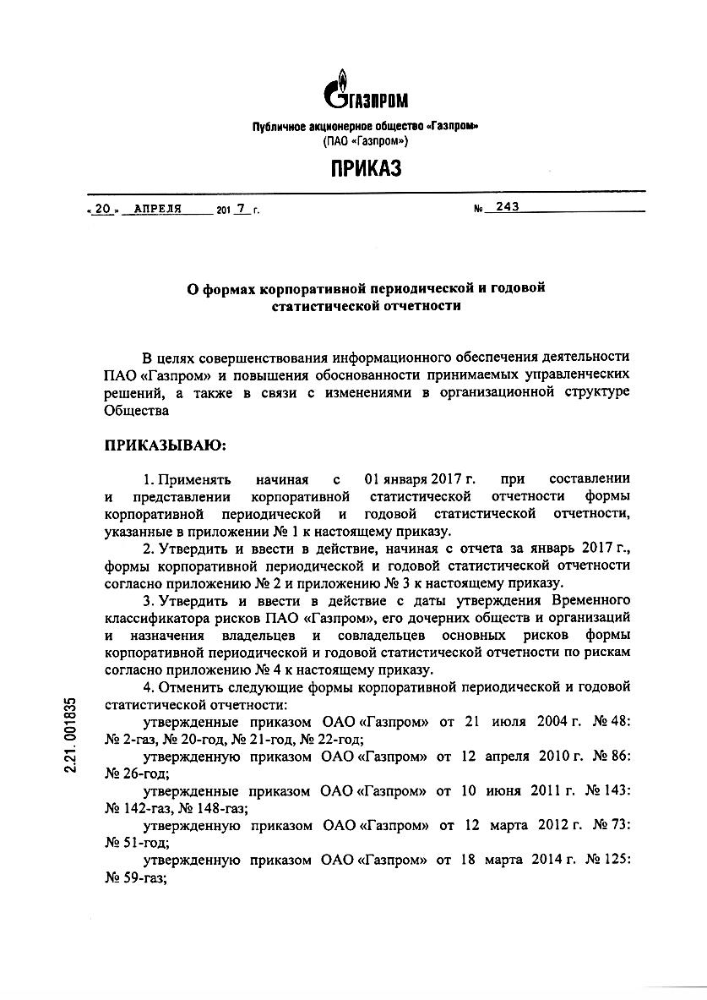 ГАЗПРОМ
Публичное акционерное общество «Газпром»
(ПАО «Газпром»)
ПРИКАЗ
«20» АПРЕЛЯ 2017 г. № 243
О формах корпоративной периодической и годовой
статистической отчетности
В целях совершенствования информационного обеспечения деятельности
ПАО «Газпром» и повышения обоснованности принимаемых управленческих
решений, а также в связи с изменениями в организационной структуре
Общества
ПРИКАЗЫВАЮ:
1. Применять начиная с 01 января 2017 г. при составлении
и представлении корпоративной статистической отчетности формы
корпоративной периодической и годовой статистической отчетности,
указанные в приложении № 1 к настоящему приказу.
2. Утвердить и ввести в действие, начиная с отчета за январь 2017 г.,
формы корпоративной периодической и годовой статистической отчетности
согласно приложению № 2 и приложению № 3 к настоящему приказу.
3. Утвердить и ввести в действие с даты утверждения Временного
классификатора рисков ПАО «Газпром», его дочерних обществ и организаций
и назначения владельцев и совладельцев основных рисков формы
корпоративной периодической и годовой статистической отчетности по рискам
согласно приложению № 4 к настоящему приказу.
4. Отменить следующие формы корпоративной периодической и годовой
статистической отчетности:
утвержденные приказом ОАО «Газпром» от 21 июля 2004 г. № 48:
№ 2-газ, № 20-год, № 21-год, № 22-год;
утвержденную приказом ОАО «Газпром» от 12 апреля 2010 г. № 86:
№ 26-год;
утвержденные приказом ОАО «Газпром» от 10 июня 2011 г. № 143:
№ 142-газ, № 148-газ;
утвержденную приказом ОАО «Газпром» от 12 марта 2012 г. № 73:
№ 51-год;
утвержденную приказом ОАО «Газпром» от 18 марта 2014 г. № 125:
№ 59-газ;
2.21. 001835